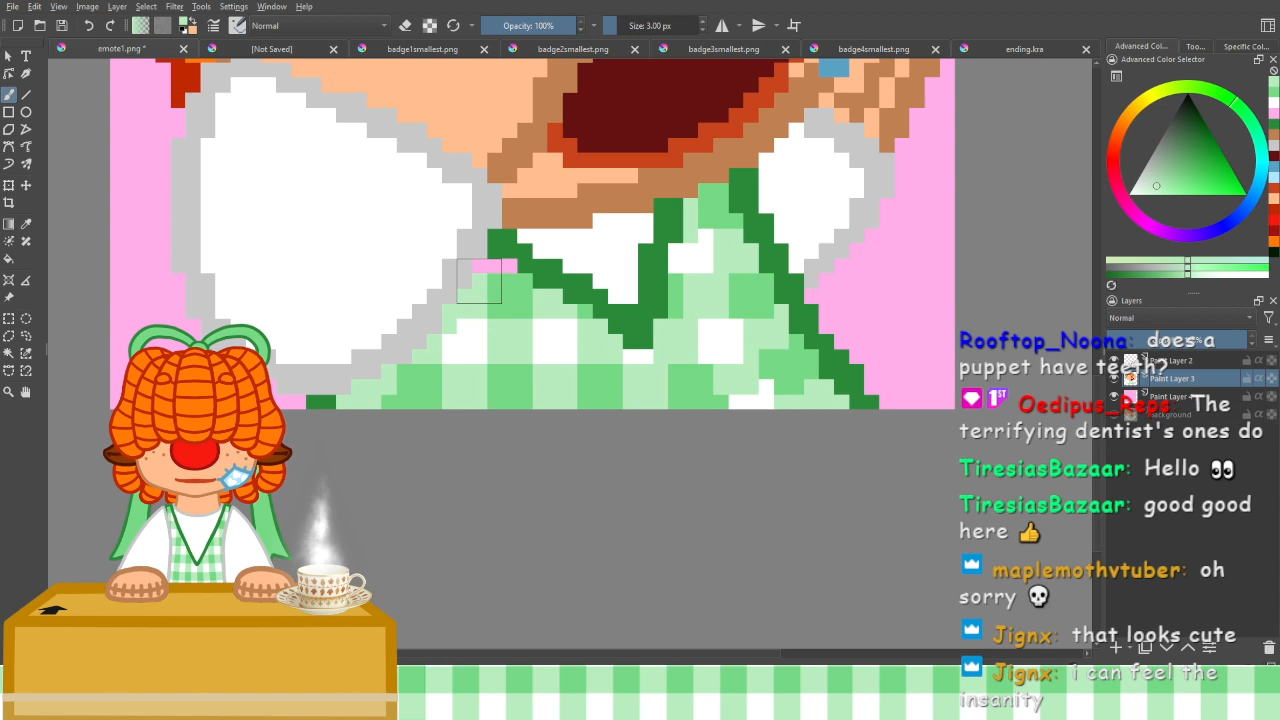 File Edit View Image Layer Select Filter Tools Settings Window Help
Normal Opacity: 100% Size: 3.00 px
emote1.png * [Not Saved] badge1smallest.png badge2smallest.png badge3smallest.png badge4smallest.png ending.kra
Advanced Col... Too... Specific Col...
Advanced Color Selector
Layers
Normal
Rooftop_Noona: does a
puppet have teeth?
Paint Layer 2
Paint Layer 3
1ST Oedipus_Reps: The
Paint Layer
Background
terrifying dentist's ones do
TiresiasBazaar: Hello 👀
TiresiasBazaar: good good
here 👍
maplemothvtuber: oh
sorry 💀
Jignx: that looks cute
Jignx: i can feel the
insanity